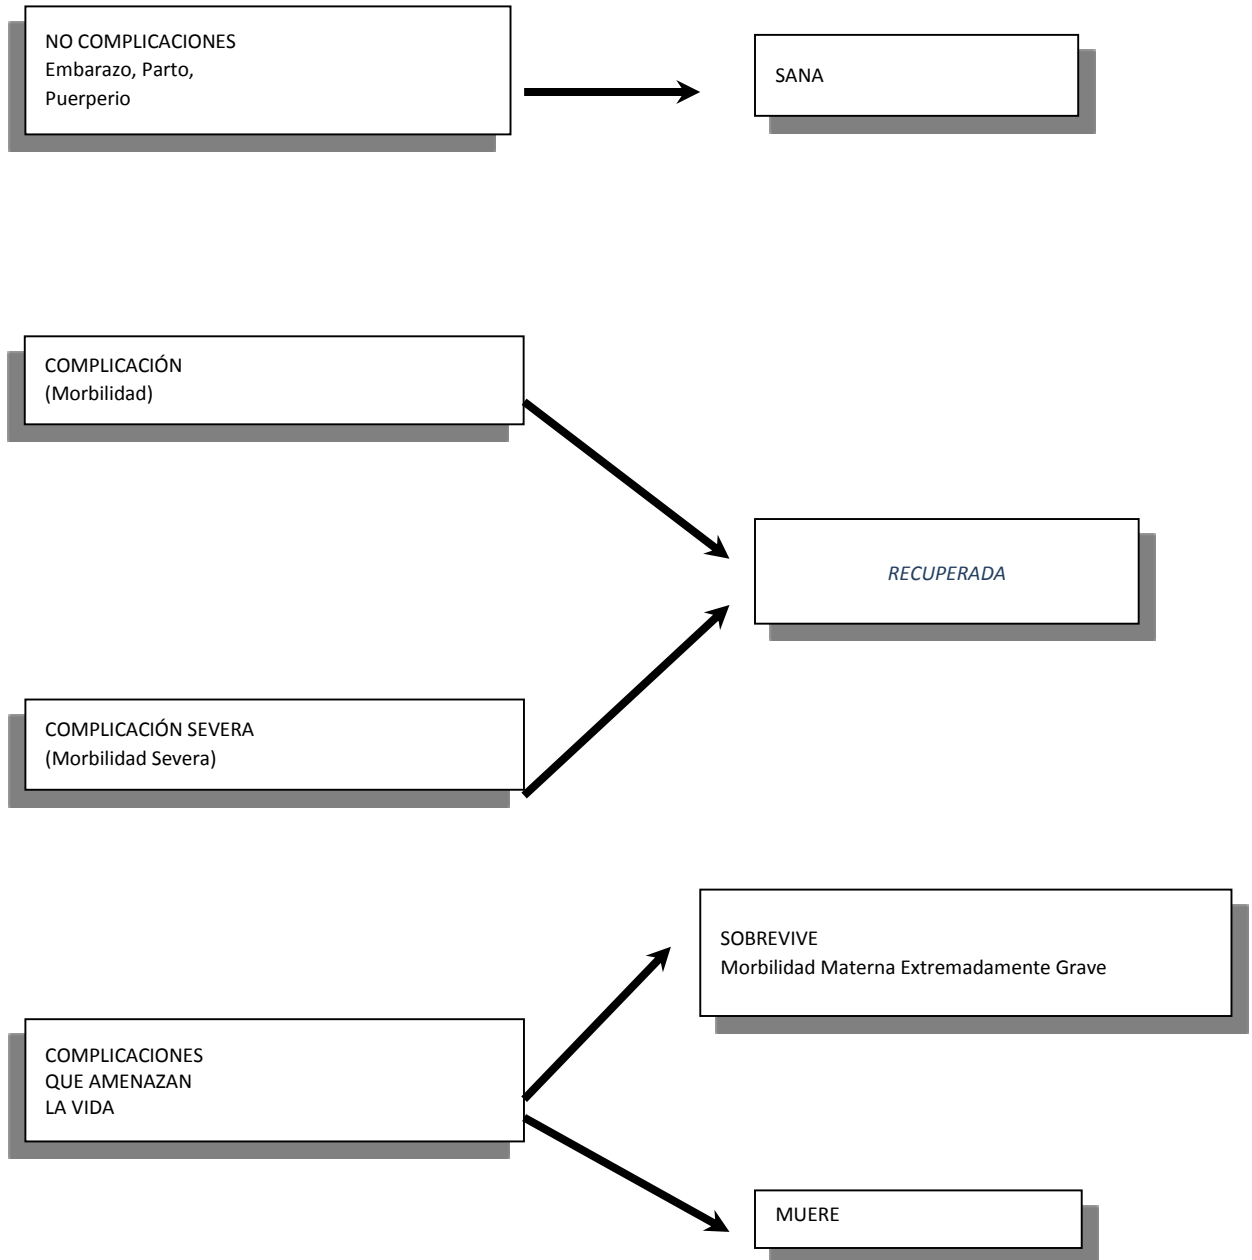 NO COMPLICACIONES
Embarazo, Parto,
Puerperio
SANA
COMPLICACIÓN
(Morbilidad)
RECUPERADA
COMPLICACIÓN SEVERA
(Morbilidad Severa)
SOBREVIVE
Morbilidad Materna Extremadamente Grave
COMPLICACIONES
QUE AMENAZAN
LA VIDA
MUERE